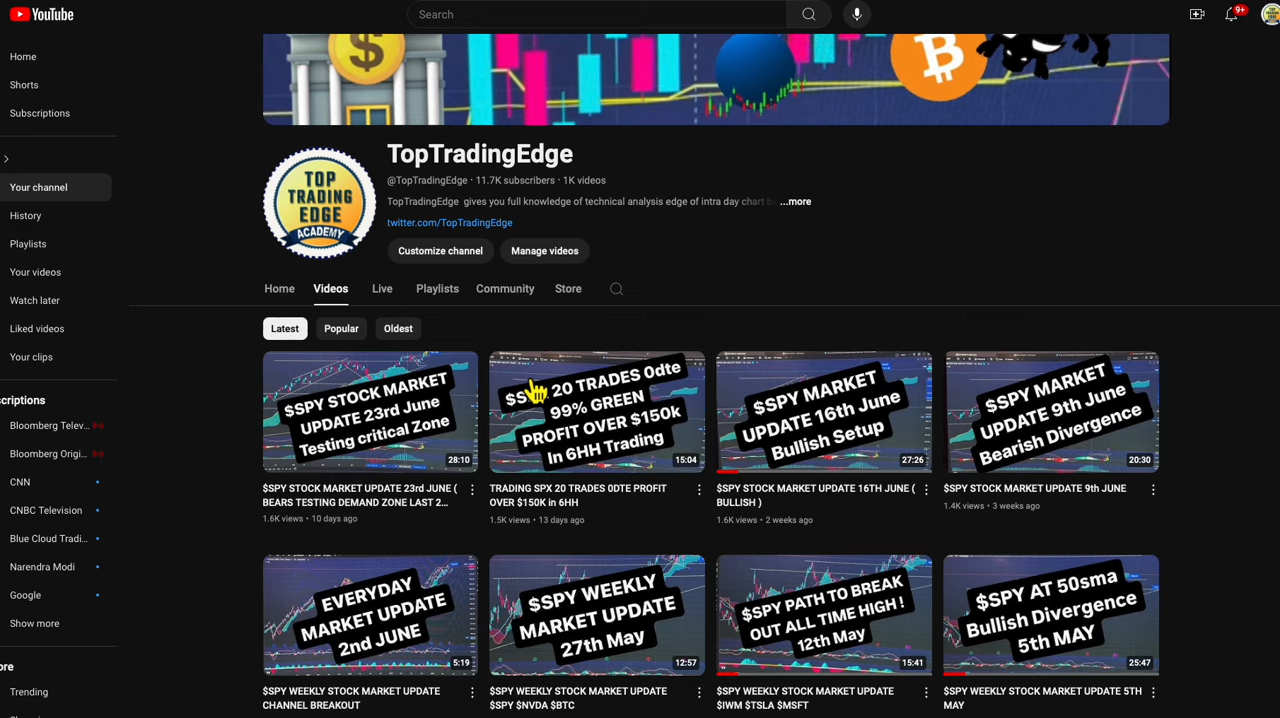 YouTube
Search
9+
Home
Shorts
Subscriptions
Your channel
History
Playlists
Your videos
Watch later
Liked videos
Your clips
scriptions
Bloomberg Telev...
Bloomberg Origi...
CNN
CNBC Television
Blue Cloud Tradi...
Narendra Modi
Google
Show more
ore
Trending
TOP
TRADING
EDGE
ACADEMY
TopTradingEdge
@TopTradingEdge · 11.7K subscribers · 1K videos
TopTradingEdge gives you full knowledge of technical analysis edge of intra day chart ...more
twitter.com/TopTradingEdge
Customize channel
Manage videos
Home
Videos
Live
Playlists
Community
Store
Latest
Popular
Oldest
$SPY STOCK MARKET
UPDATE 23rd June
Testing critical Zone
28:10
$SPY STOCK MARKET UPDATE 23rd JUNE (
BEARS TESTING DEMAND ZONE LAST 2...
1.6K views · 10 days ago
20 TRADES 0dte
99% GREEN
PROFIT OVER $150k
In 6HH Trading
15:04
TRADING SPX 20 TRADES 0DTE PROFIT
OVER $150K in 6HH
1.5K views · 13 days ago
$SPY MARKET
UPDATE 16th June
Bullish Setup
27:26
$SPY STOCK MARKET UPDATE 16TH JUNE (
BULLISH )
1.6K views · 2 weeks ago
$SPY MARKET
UPDATE 9th June
Bearish Divergence
20:30
$SPY STOCK MARKET UPDATE 9th JUNE
1.4K views · 3 weeks ago
EVERYDAY
MARKET UPDATE
2nd JUNE
5:19
$SPY WEEKLY STOCK MARKET UPDATE
CHANNEL BREAKOUT
$SPY WEEKLY
MARKET UPDATE
27th May
12:57
$SPY WEEKLY STOCK MARKET UPDATE
$SPY $NVDA $BTC
$SPY PATH TO BREAK
OUT ALL TIME HIGH !
12th May
15:41
$SPY WEEKLY STOCK MARKET UPDATE
$IWM $TSLA $MSFT
$SPY AT 50sma
Bullish Divergence
5th MAY
25:47
$SPY WEEKLY STOCK MARKET UPDATE 5TH
MAY